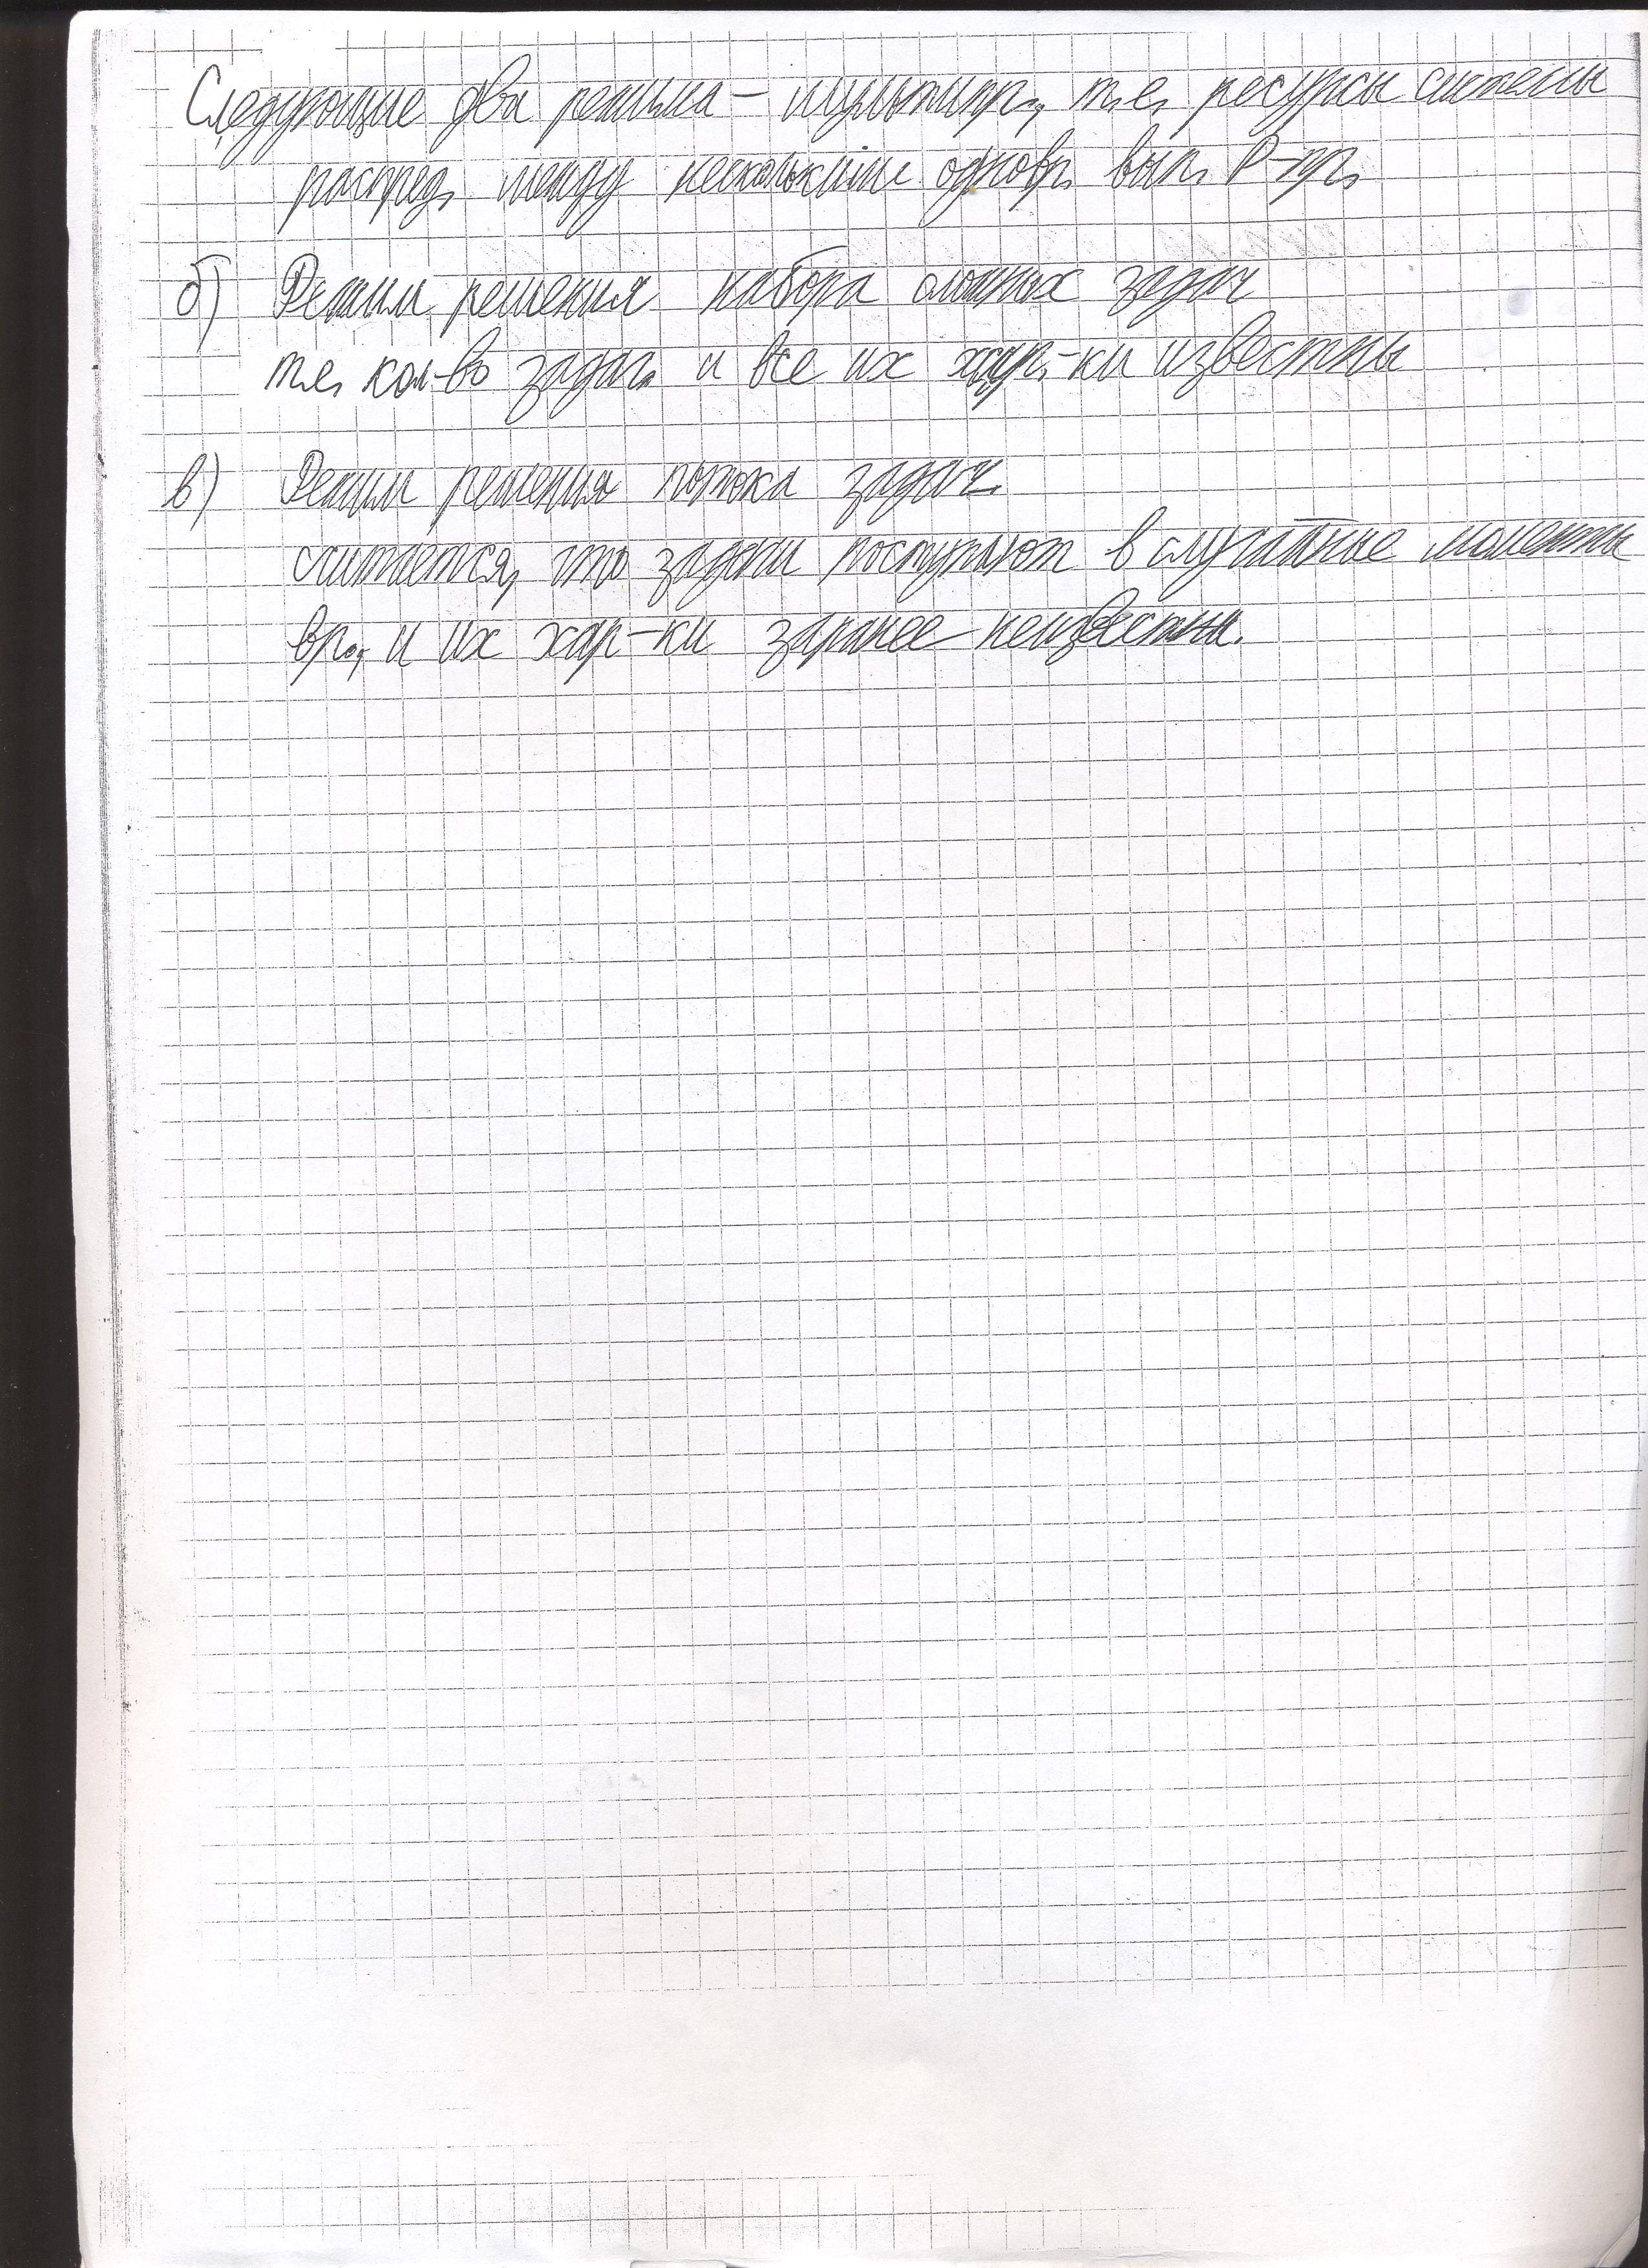 Следующие два режима – мультипр., т.е. ресурсы системы
распред. между несколькими одновр. вып. P-пр.
б) Режим решения набора сложных задач
т.е. кол-во задач и все их хар.-ки известны
в) Режим решения потока задач.
считается, что задачи поступают в случайные моменты
вр., и их хар-ки заранее неизвестны.